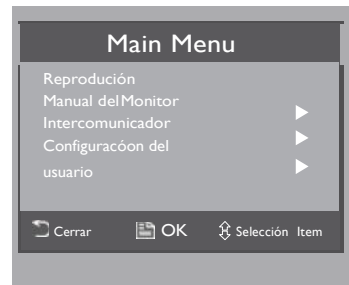 Main Menu
Reprodución
Manual del Monitor
Intercomunicador
Configuracóon del
usuario
Cerrar OK Selección Item